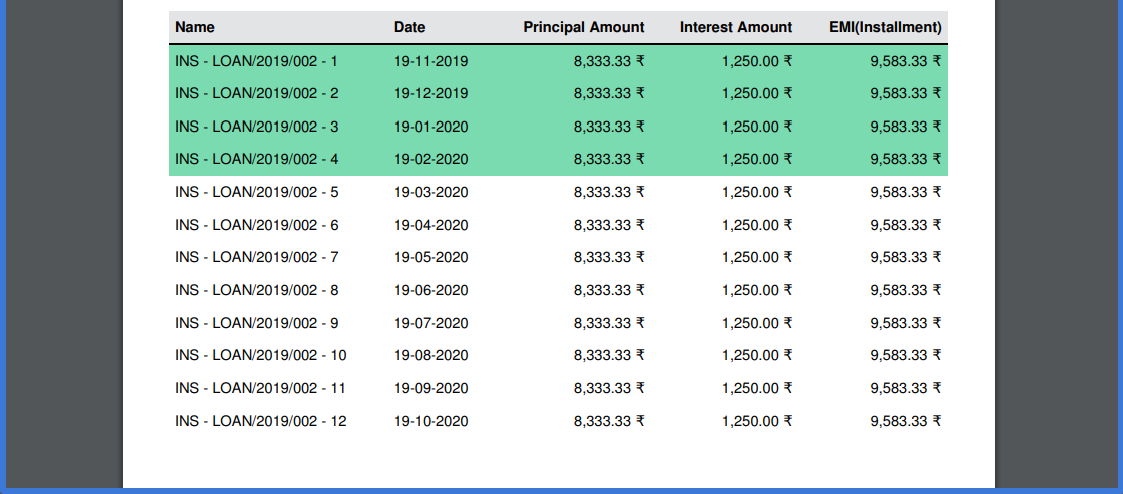 Name Date Principal Amount Interest Amount EMI(Installment)
INS - LOAN/2019/002 - 1 19-11-2019 8,333.33 ₹ 1,250.00 ₹ 9,583.33 ₹
INS - LOAN/2019/002 - 2 19-12-2019 8,333.33 ₹ 1,250.00 ₹ 9,583.33 ₹
INS - LOAN/2019/002 - 3 19-01-2020 8,333.33 ₹ 1,250.00 ₹ 9,583.33 ₹
INS - LOAN/2019/002 - 4 19-02-2020 8,333.33 ₹ 1,250.00 ₹ 9,583.33 ₹
INS - LOAN/2019/002 - 5 19-03-2020 8,333.33 ₹ 1,250.00 ₹ 9,583.33 ₹
INS - LOAN/2019/002 - 6 19-04-2020 8,333.33 ₹ 1,250.00 ₹ 9,583.33 ₹
INS - LOAN/2019/002 - 7 19-05-2020 8,333.33 ₹ 1,250.00 ₹ 9,583.33 ₹
INS - LOAN/2019/002 - 8 19-06-2020 8,333.33 ₹ 1,250.00 ₹ 9,583.33 ₹
INS - LOAN/2019/002 - 9 19-07-2020 8,333.33 ₹ 1,250.00 ₹ 9,583.33 ₹
INS - LOAN/2019/002 - 10 19-08-2020 8,333.33 ₹ 1,250.00 ₹ 9,583.33 ₹
INS - LOAN/2019/002 - 11 19-09-2020 8,333.33 ₹ 1,250.00 ₹ 9,583.33 ₹
INS - LOAN/2019/002 - 12 19-10-2020 8,333.33 ₹ 1,250.00 ₹ 9,583.33 ₹